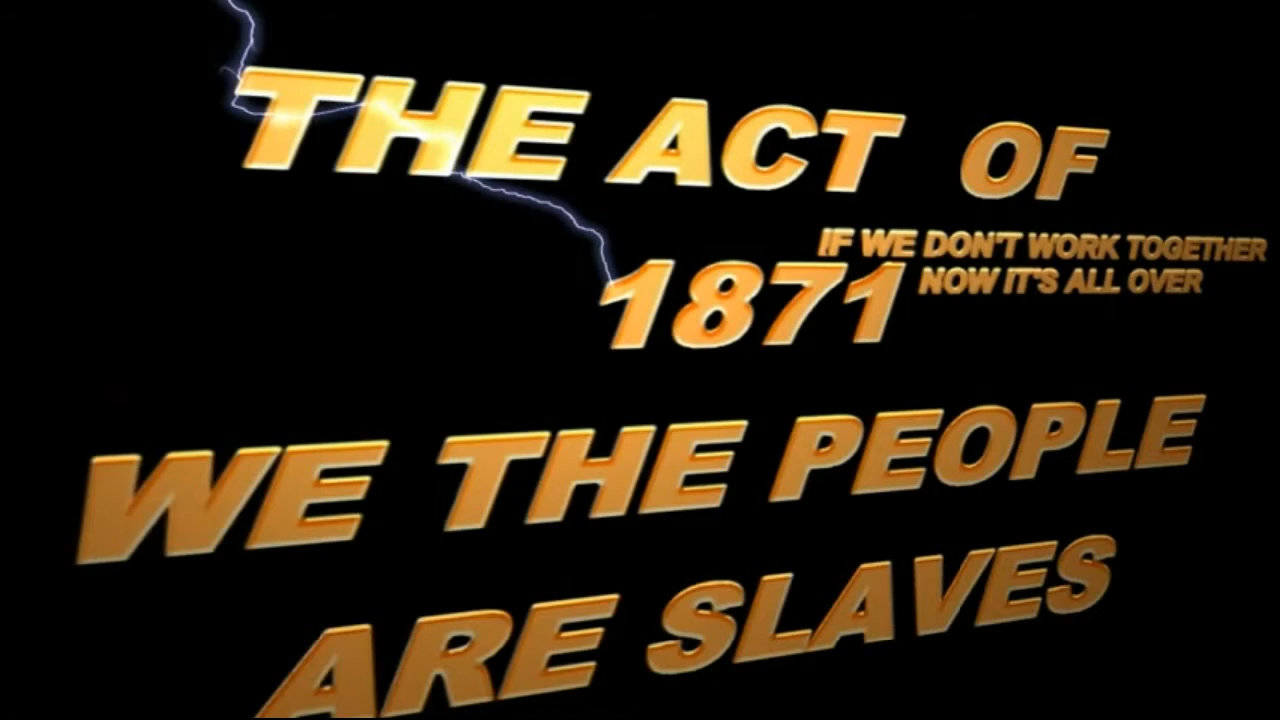 THE ACT OF
IF WE DON'T WORK TOGETHER
1871 NOW IT'S ALL OVER
WE THE PEOPLE
ARE SLAVES